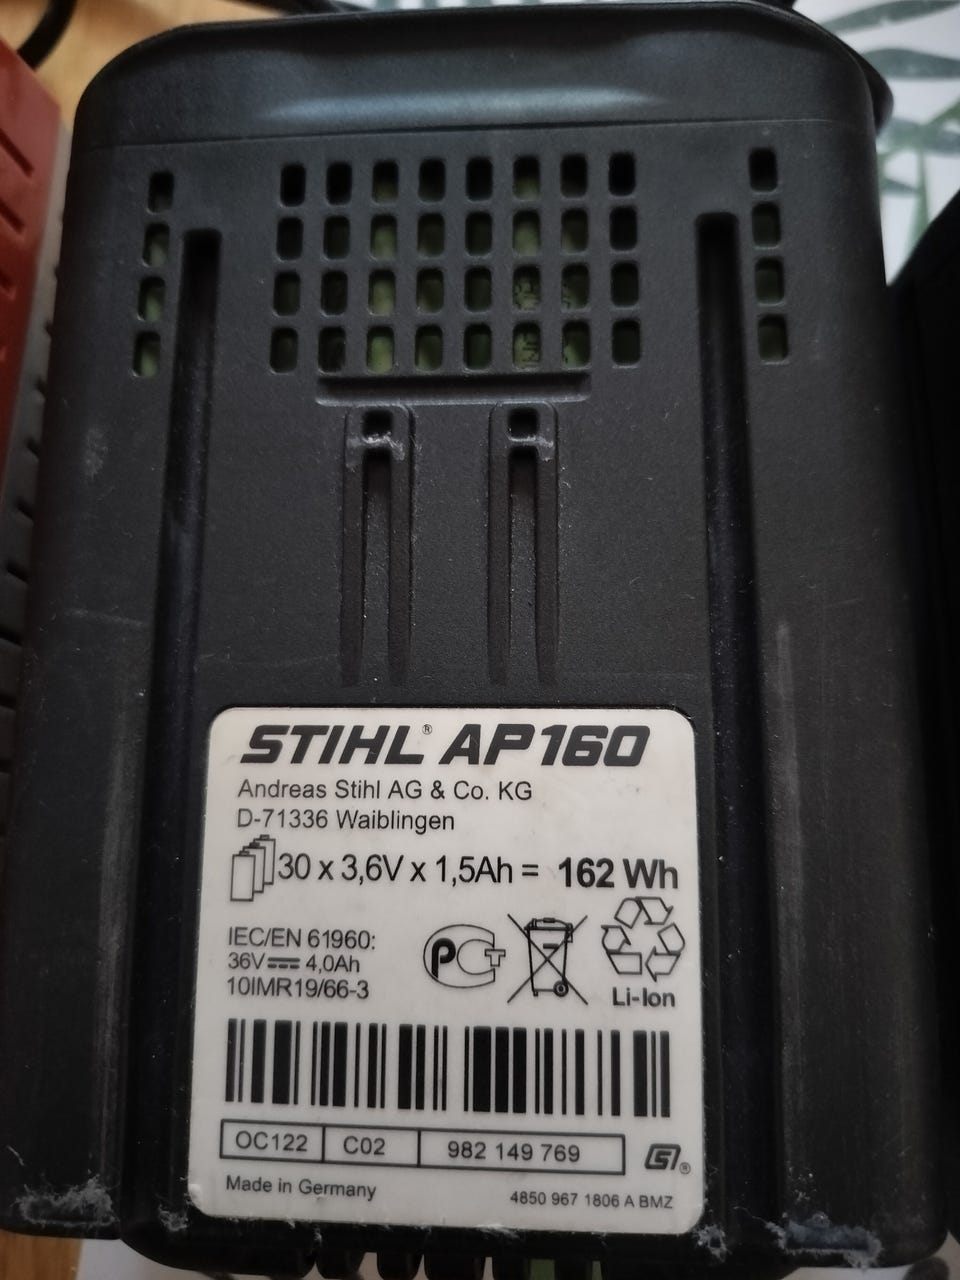 STIHL® AP160
Andreas Stihl AG & Co. KG
D-71336 Waiblingen
30 x 3,6V x 1,5Ah = 162 Wh
IEC/EN 61960:
36V 4,0Ah
10IMR19/66-3
PCT
Li-Ion
OC122 C02 982 149 769
S®
Made in Germany
4850 967 1806 A BMZ